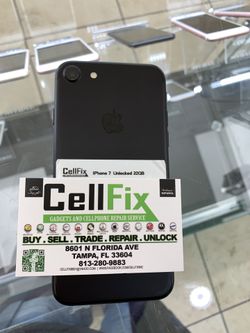 CellFix
iPhone 7 Unlocked 32GB
CellFix
GADGETS AND CELLPHONE REPAIR SERVICE
BUY . SELL . TRADE . REPAIR . UNLOCK
8601 N FLORIDA AVE
TAMPA, FL 33604
813-280-9883